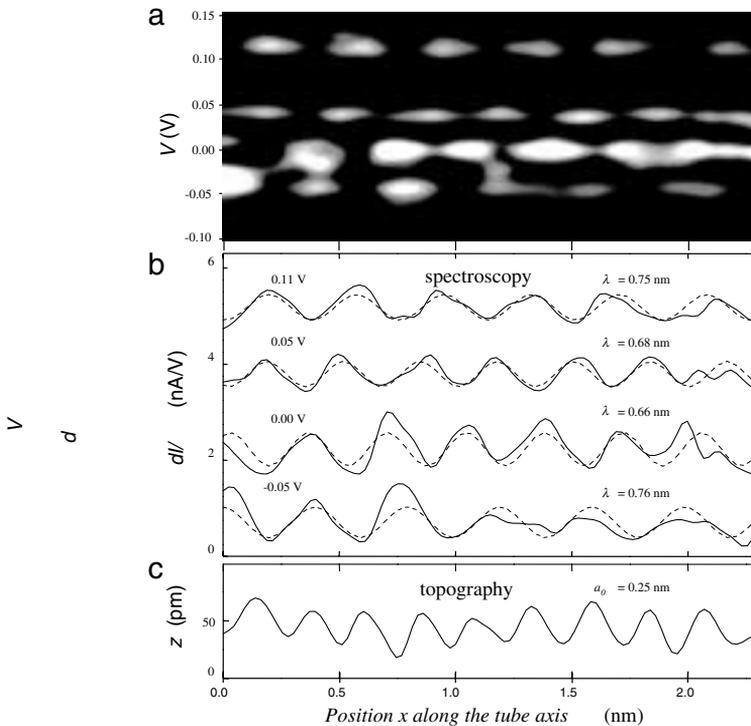 a
0.15
0.10
0.05
0.00
-0.05
-0.10
V (V)
b
6
4
2
0
dI/ (nA/V)
V
d
spectroscopy
0.11 V
λ = 0.75 nm
0.05 V
λ = 0.68 nm
0.00 V
λ = 0.66 nm
-0.05 V
λ = 0.76 nm
c
50
0
z (pm)
topography
a0 = 0.25 nm
0.0 0.5 1.0 1.5 2.0
Position x along the tube axis (nm)